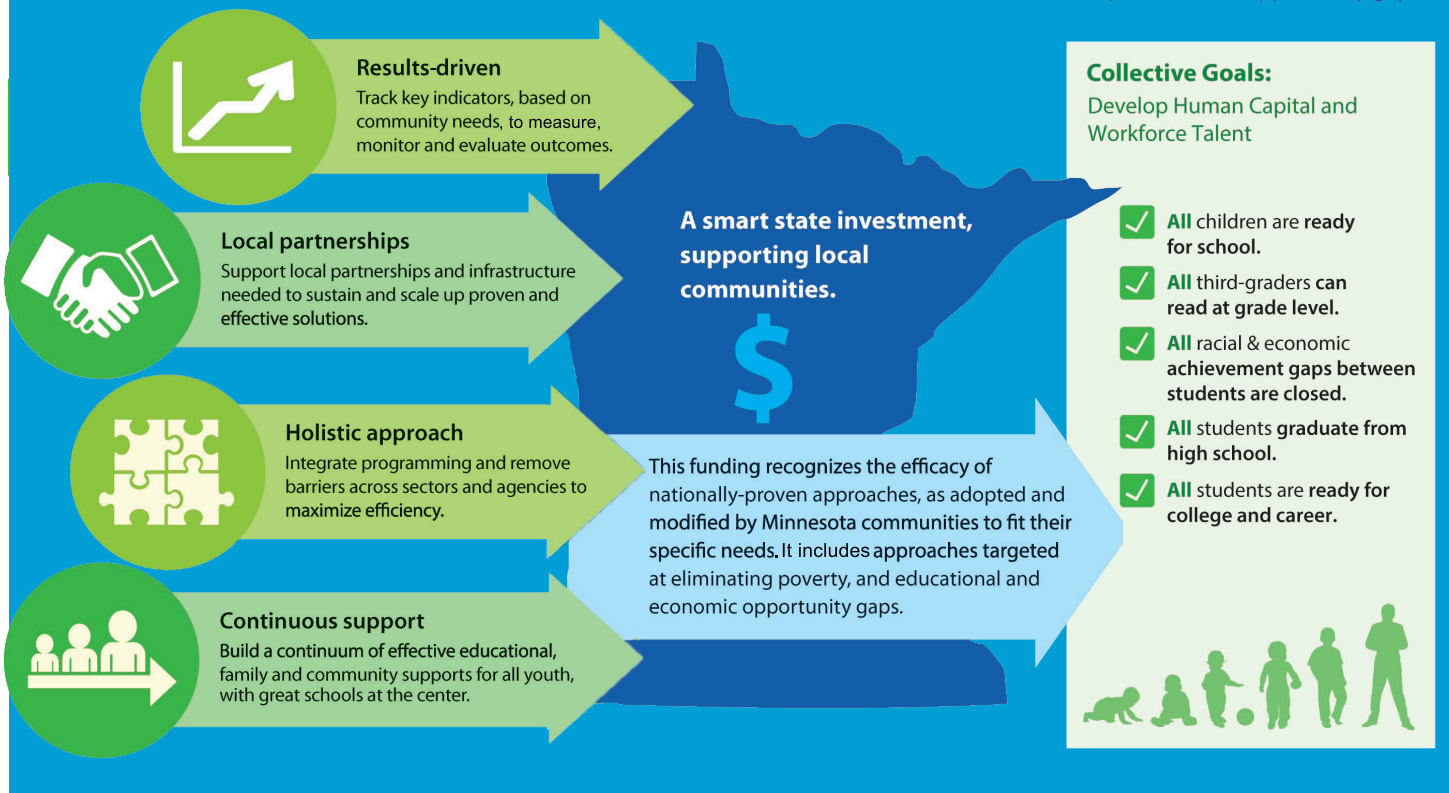 Results-driven
Track key indicators, based on
community needs, to measure,
monitor and evaluate outcomes.
Local partnerships
Support local partnerships and infrastructure
needed to sustain and scale up proven and
effective solutions.
Holistic approach
Integrate programming and remove
barriers across sectors and agencies to
maximize efficiency.
Continuous support
Build a continuum of effective educational,
family and community supports for all youth,
with great schools at the center.
A smart state investment,
supporting local
communities.
$
This funding recognizes the efficacy of
nationally-proven approaches, as adopted and
modified by Minnesota communities to fit their
specific needs. It includes approaches targeted
at eliminating poverty, and educational and
economic opportunity gaps.
Collective Goals:
Develop Human Capital and
Workforce Talent
All children are ready
for school.
All third-graders can
read at grade level.
All racial & economic
achievement gaps between
students are closed.
All students graduate from
high school.
All students are ready for
college and career.